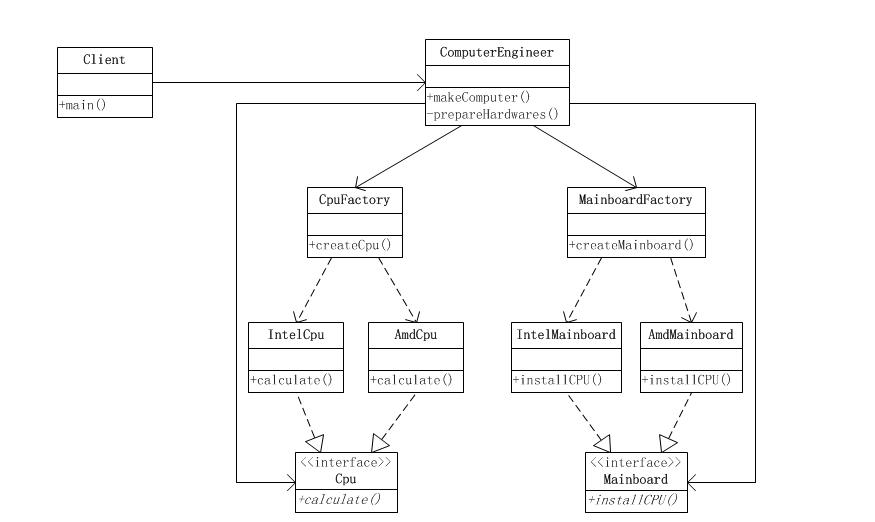 Client
+main()
ComputerEngineer
+makeComputer()
-prepareHardwares()
CpuFactory
+createCpu()
MainboardFactory
+createMainboard()
IntelCpu
+calculate()
AmdCpu
+calculate()
IntelMainboard
+installCPU()
AmdMainboard
+installCPU()
<<interface>>
Cpu
+calculate()
<<interface>>
Mainboard
+installCPU()